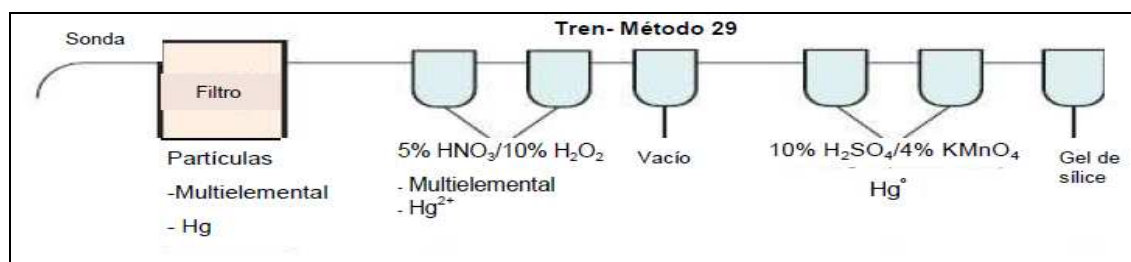 Tren- Método 29
Sonda
Filtro
Partículas
-Multielemental
- Hg
5% HNO₃/10% H₂O₂
- Multielemental
- Hg²⁺
Vacío
10% H₂SO₄/4% KMnO₄
Hg°
Gel de
sílice